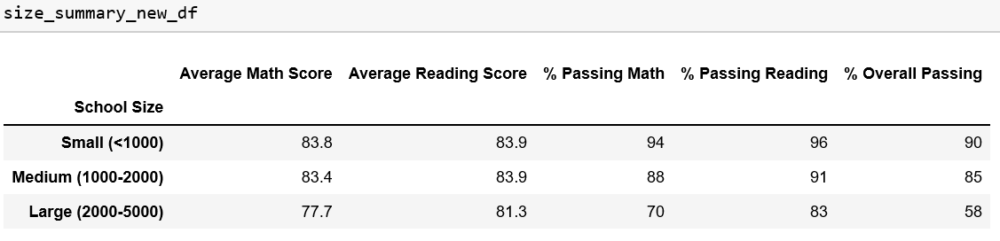 size_summary_new_df
Average Math Score Average Reading Score % Passing Math % Passing Reading % Overall Passing
School Size
Small (<1000) 83.8 83.9 94 96 90
Medium (1000-2000) 83.4 83.9 88 91 85
Large (2000-5000) 77.7 81.3 70 83 58